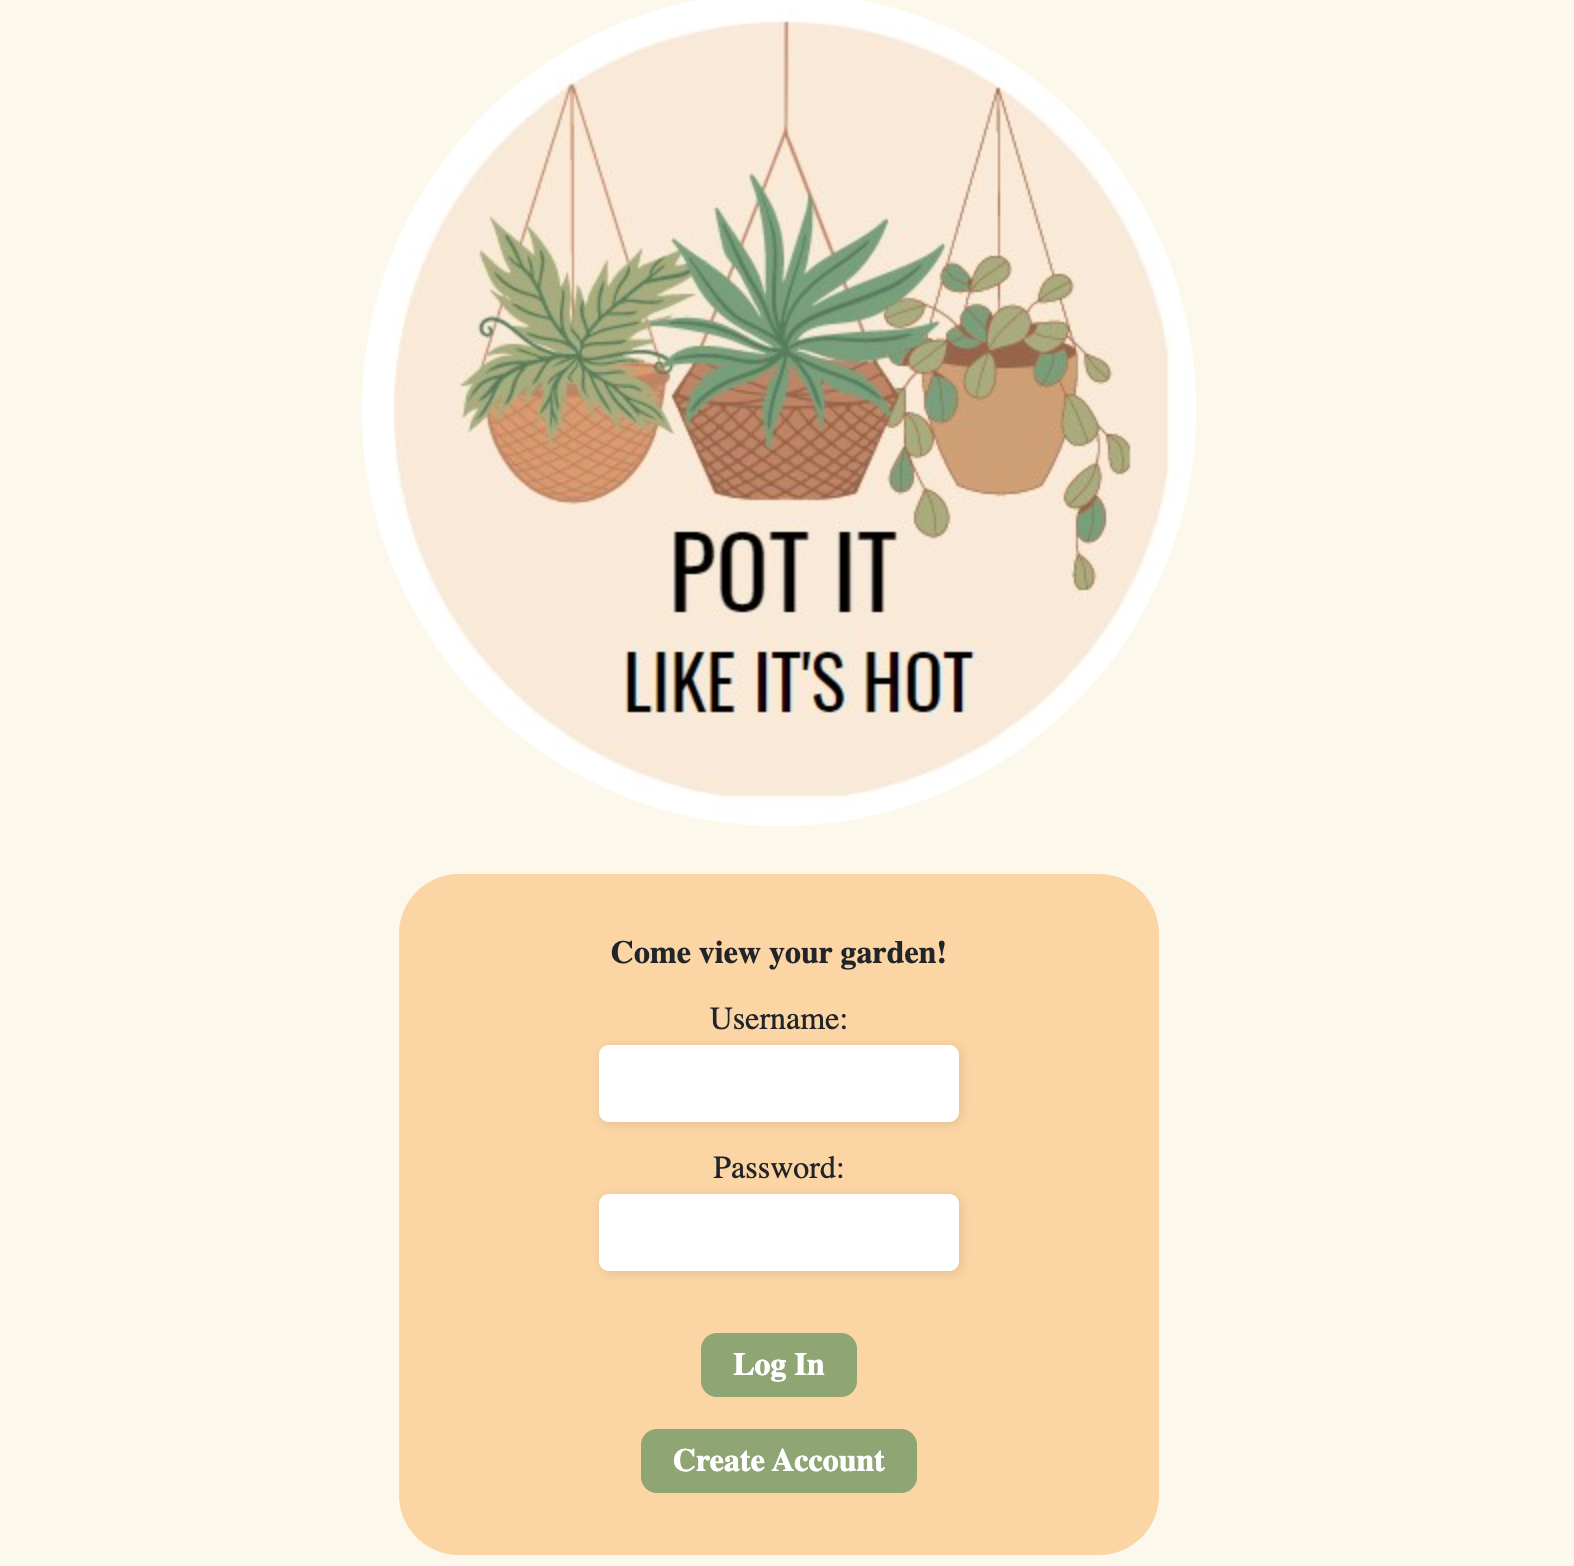 POT IT
LIKE IT'S HOT
Come view your garden!
Username:
Password:
Log In
Create Account